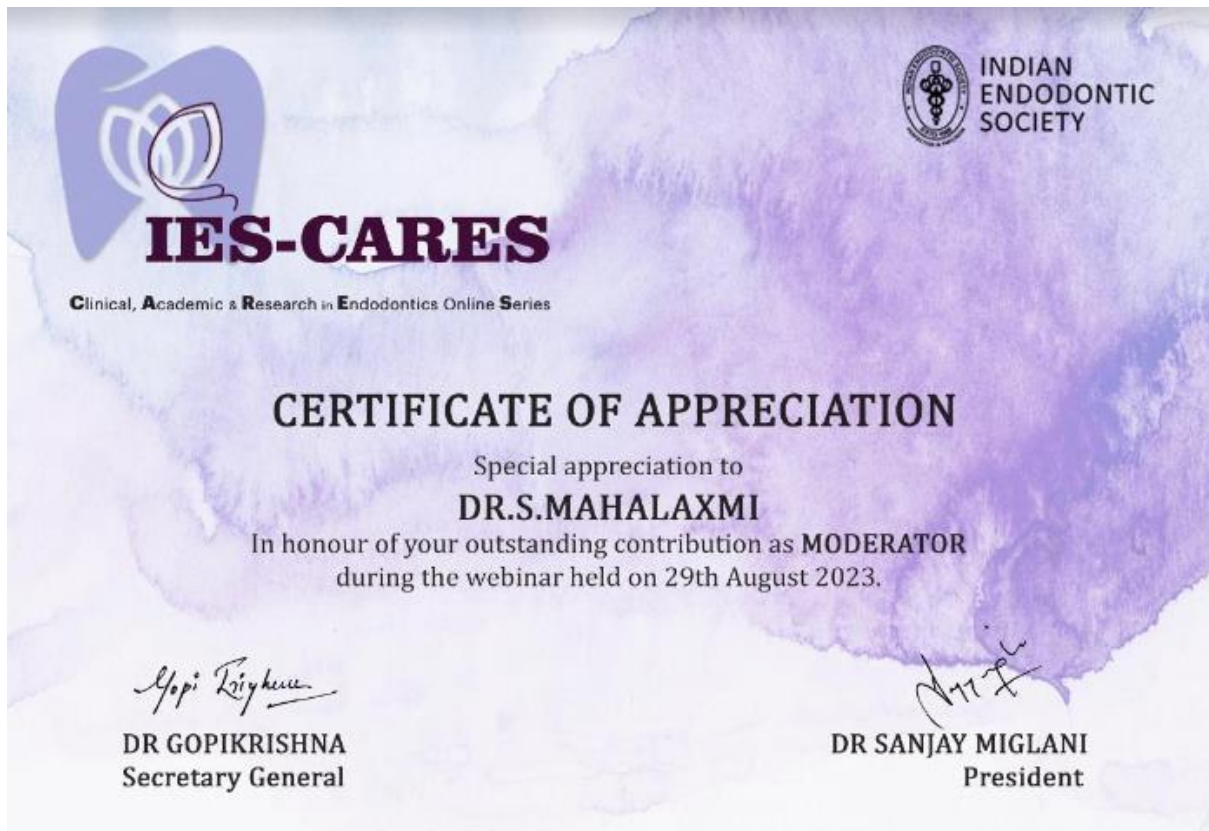 INDIAN
ENDODONTIC
SOCIETY
IES-CARES
Clinical, Academic & Research in Endodontics Online Series
CERTIFICATE OF APPRECIATION
Special appreciation to
DR.S.MAHALAXMI
In honour of your outstanding contribution as MODERATOR
during the webinar held on 29th August 2023.
DR GOPIKRISHNA
Secretary General
DR SANJAY MIGLANI
President